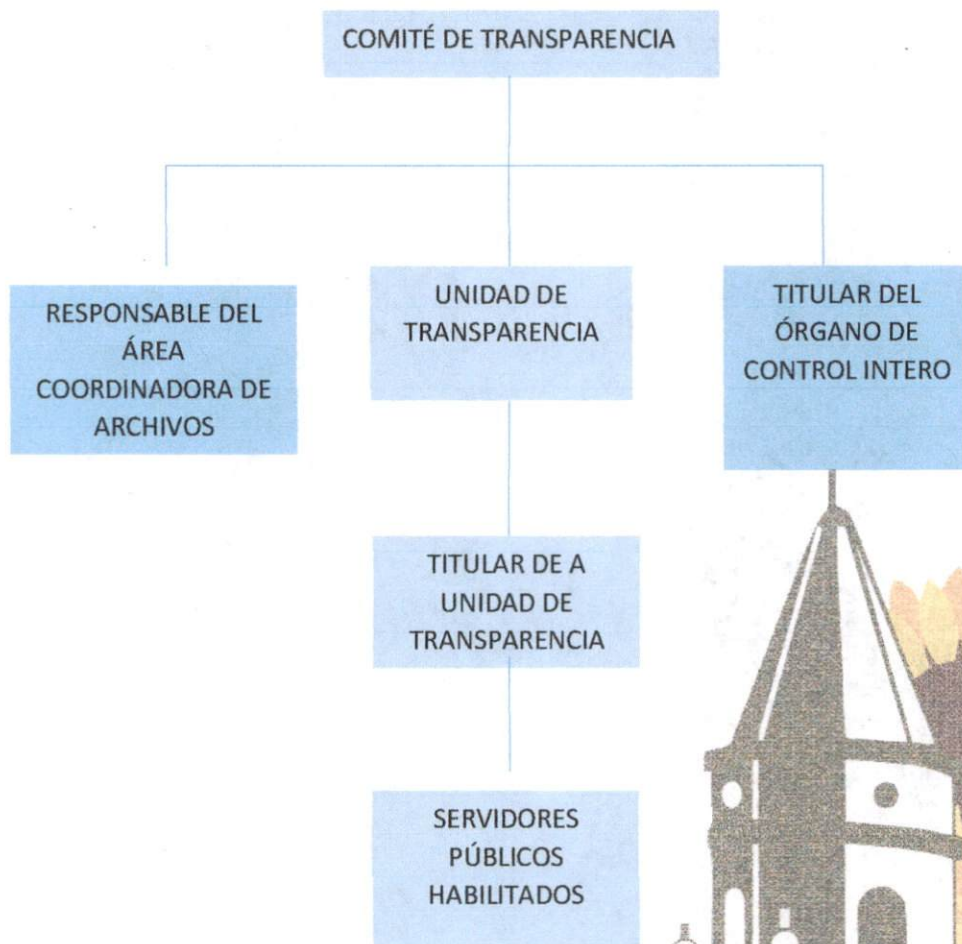 COMITÉ DE TRANSPARENCIA
RESPONSABLE DEL
ÁREA
COORDINADORA DE
ARCHIVOS
UNIDAD DE
TRANSPARENCIA
TITULAR DEL
ÓRGANO DE
CONTROL INTERO
TITULAR DE A
UNIDAD DE
TRANSPARENCIA
SERVIDORES
PÚBLICOS
HABILITADOS